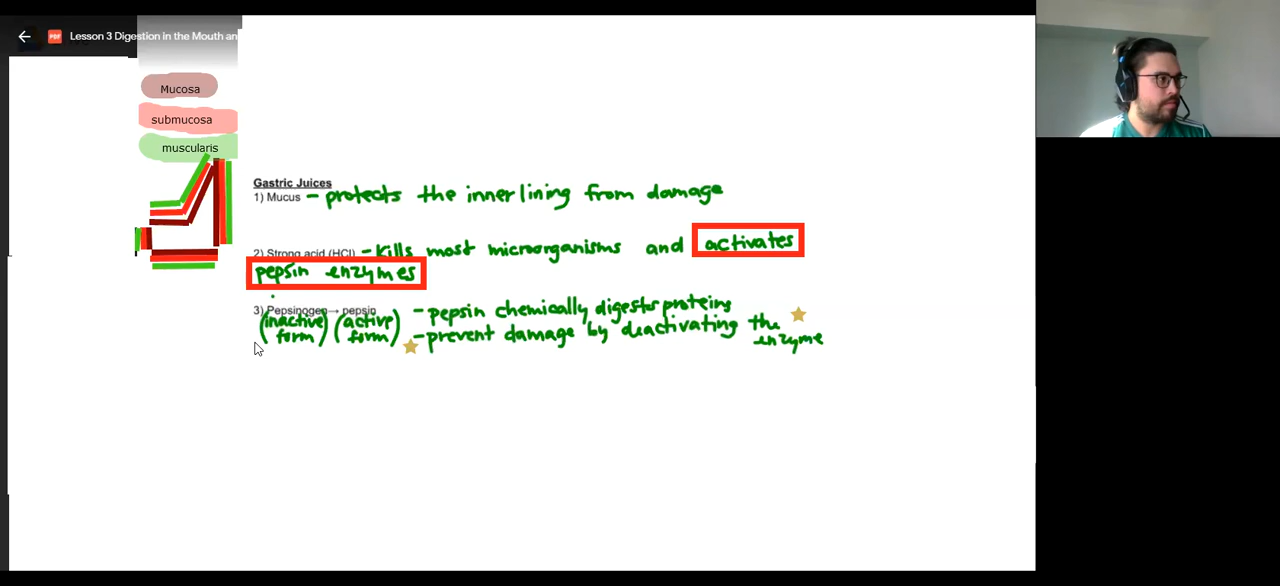 Lesson 3 Digestion in the Mouth an
Mucosa
submucosa
muscularis
Gastric Juices
1) Mucus - protects the inner lining from damage
2) Strong acid (HCl) - kills most microorganisms and activates
pepsin enzymes
3) Pepsinogen → pepsin - pepsin chemically digests proteins
(inactive form) (active form) - prevent damage by deactivating the enzyme